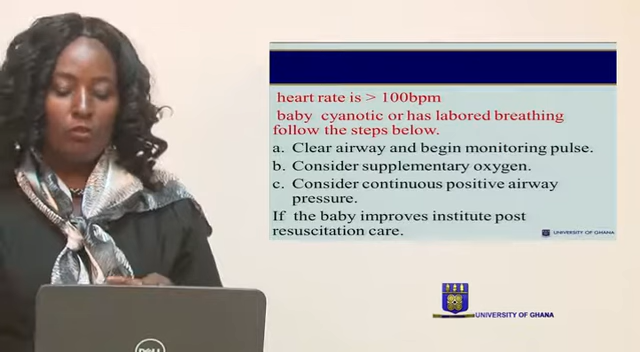 heart rate is > 100bpm
baby cyanotic or has labored breathing
follow the steps below.
a. Clear airway and begin monitoring pulse.
b. Consider supplementary oxygen.
c. Consider continuous positive airway
pressure.
If the baby improves institute post
resuscitation care.
UNIVERSITY OF GHANA
UNIVERSITY OF GHANA
DELL